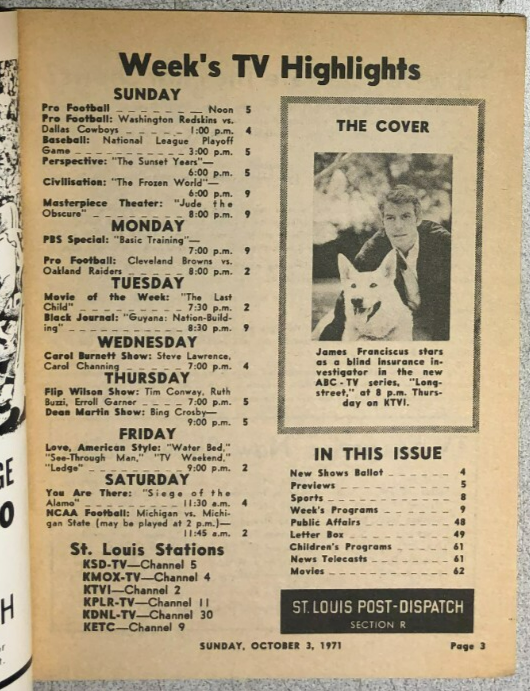 Week's TV Highlights
SUNDAY
Pro Football _ _ _ _ _ _ _ _ Noon 5
Pro Football: Washington Redskins vs.
Dallas Cowboys _ _ _ _ _ _ 1:00 p.m. 4
Baseball: National League Playoff
Game _ _ _ _ _ _ _ _ _ 3:00 p.m. 5
Perspective: "The Sunset Years"—
6:00 p.m. 5
Civilisation: "The Frozen World"—
6:00 p.m. 9
Masterpiece Theater: "Jude the
Obscure" _ _ _ _ _ _ _ _ 8:00 p.m. 9
MONDAY
PBS Special: "Basic Training"—
7:00 p.m. 9
Pro Football: Cleveland Browns vs.
Oakland Raiders _ _ _ _ _ 8:00 p.m. 2
TUESDAY
Movie of the Week: "The Last
Child" _ _ _ _ _ _ _ _ _ 7:30 p.m. 2
Black Journal: "Guyana: Nation-Build-
ing" _ _ _ _ _ _ _ _ _ _ 8:30 p.m. 9
WEDNESDAY
Carol Burnett Show: Steve Lawrence,
Carol Channing _ _ _ _ _ _ 7:00 p.m. 4
THURSDAY
Flip Wilson Show: Tim Conway, Ruth
Buzzi, Erroll Garner _ _ _ _ 7:00 p.m. 5
Dean Martin Show: Bing Crosby—
9:00 p.m. 5
FRIDAY
Love, American Style: "Water Bed,"
"See-Through Man," "TV Weekend,"
"Lodge" _ _ _ _ _ _ _ _ _ 9:00 p.m. 2
SATURDAY
You Are There: "Siege of the
Alamo" _ _ _ _ _ _ _ _ _ 11:30 a.m. 4
NCAA Football: Michigan vs. Michi-
gan State (may be played at 2 p.m.)—
11:45 a.m. 2
St. Louis Stations
KSD-TV—Channel 5
KMOX-TV—Channel 4
KTVI—Channel 2
KPLR-TV—Channel 11
KDNL-TV—Channel 30
KETC—Channel 9
THE COVER
James Franciscus stars
as a blind insurance in-
vestigator in the new
ABC-TV series, "Long-
street," at 8 p.m. Thurs-
day on KTVI.
IN THIS ISSUE
New Shows Ballot _ _ _ _ _ _ _ 4
Previews _ _ _ _ _ _ _ _ _ _ 5
Sports _ _ _ _ _ _ _ _ _ _ _ 8
Week's Programs _ _ _ _ _ _ _ 9
Public Affairs _ _ _ _ _ _ _ _ 48
Letter Box _ _ _ _ _ _ _ _ _ 49
Children's Programs _ _ _ _ _ _ 61
News Telecasts _ _ _ _ _ _ _ 61
Movies _ _ _ _ _ _ _ _ _ _ _ 62
ST. LOUIS POST-DISPATCH
SECTION R
SUNDAY, OCTOBER 3, 1971 Page 3